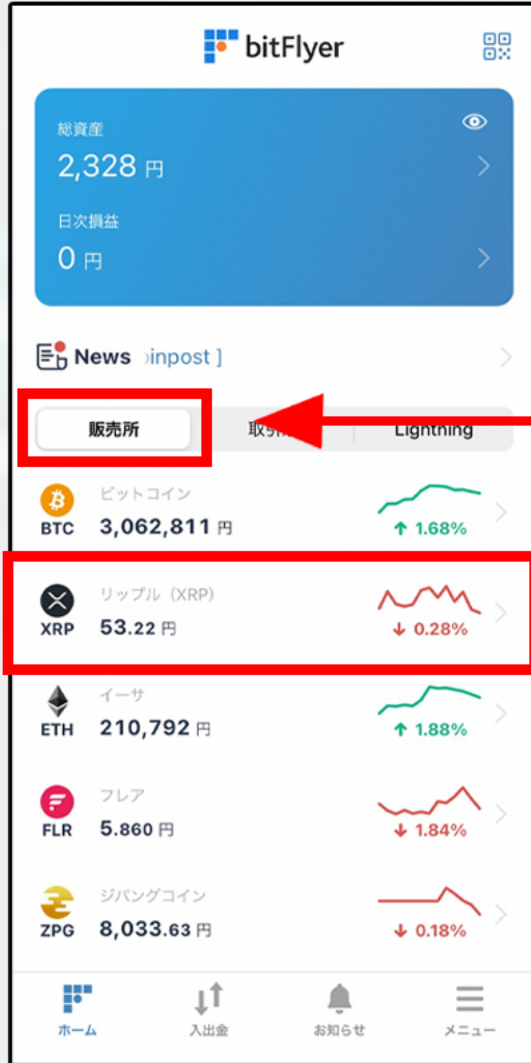 bitFlyer
総資産
2,328 円
日次損益
0 円
News inpost ]
販売所 Lightning
ビットコイン
BTC 3,062,811 円 ↑ 1.68%
リップル（XRP）
XRP 53.22 円 ↓ 0.28%
イーサ
ETH 210,792 円 ↑ 1.88%
フレア
FLR 5.860 円 ↓ 1.84%
ジパングコイン
ZPG 8,033.63 円 ↓ 0.18%
ホーム 入出金 お知らせ メニュー